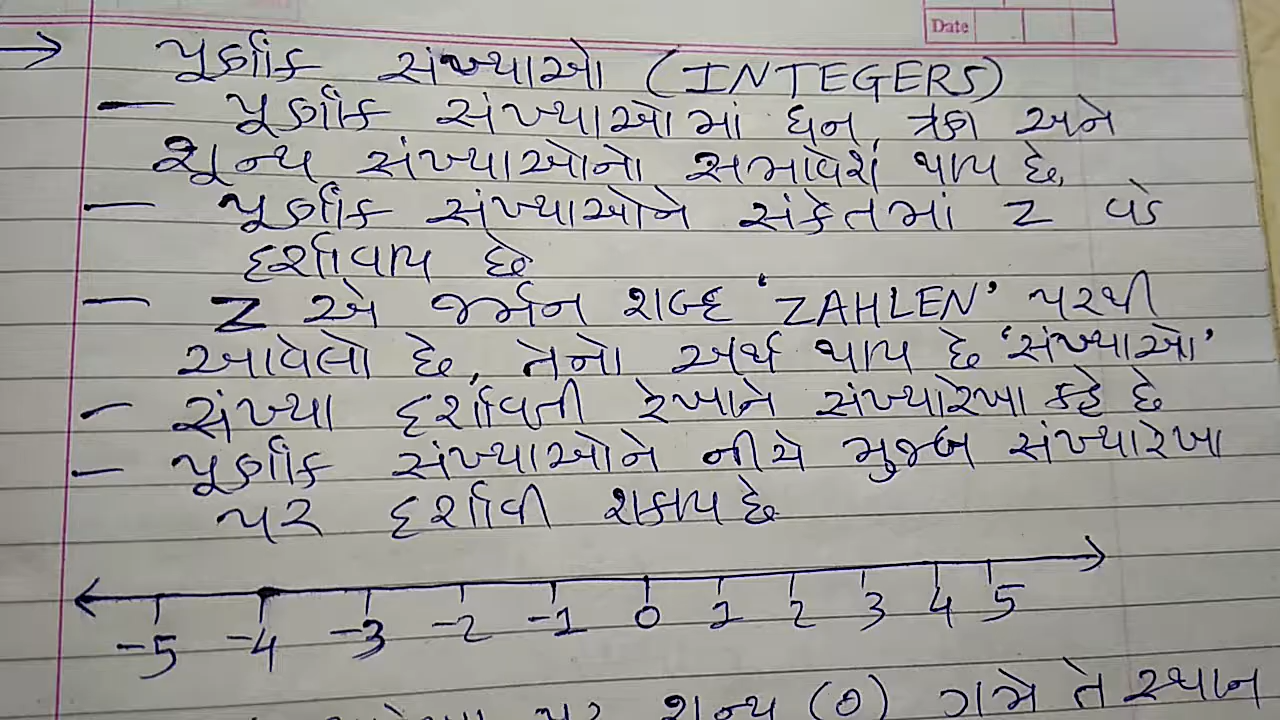 Date
→ પૂર્ણાંક સંખ્યાઓ (INTEGERS)
— પૂર્ણાંક સંખ્યાઓમાં ધન, ઋણ અને
શૂન્ય સંખ્યાઓનો સમાવેશ થાય છે.
— પૂર્ણાંક સંખ્યાઓને સંકેતમાં Z વડે
દર્શાવાય છે
— Z એ જર્મન શબ્દ 'ZAHLEN' પરથી
આવેલો છે, તેનો અર્થ થાય છે 'સંખ્યાઓ'
– સંખ્યા દર્શાવતી રેખાને સંખ્યારેખા કહે છે
— પૂર્ણાંક સંખ્યાઓને નીચે મુજબ સંખ્યારેખા
પર દર્શાવી શકાય છે
-5 -4 -3 -2 -1 0 1 2 3 4 5
પર શૂન્ય (0) ગમે તે સ્થાન